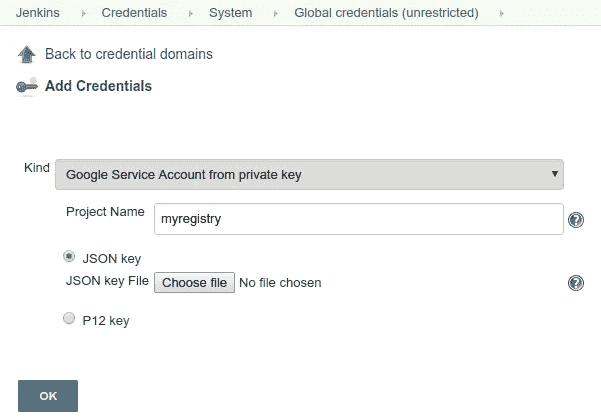 Jenkins Credentials System Global credentials (unrestricted)
Back to credential domains
Add Credentials
Kind Google Service Account from private key
Project Name myregistry
JSON key
JSON key File Choose file No file chosen
P12 key
OK